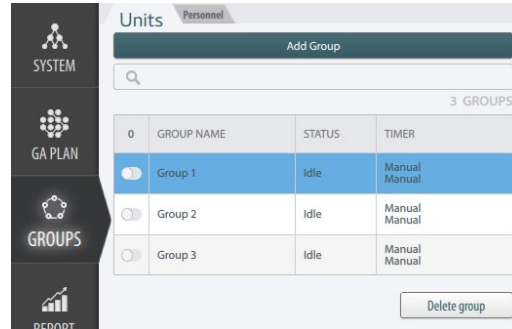 Units
Personnel
SYSTEM
Add Group
3 GROUPS
GA PLAN
0 GROUP NAME STATUS TIMER
Group 1 Idle Manual
Manual
GROUPS
Group 2 Idle Manual
Manual
Group 3 Idle Manual
Manual
REPORT
Delete group